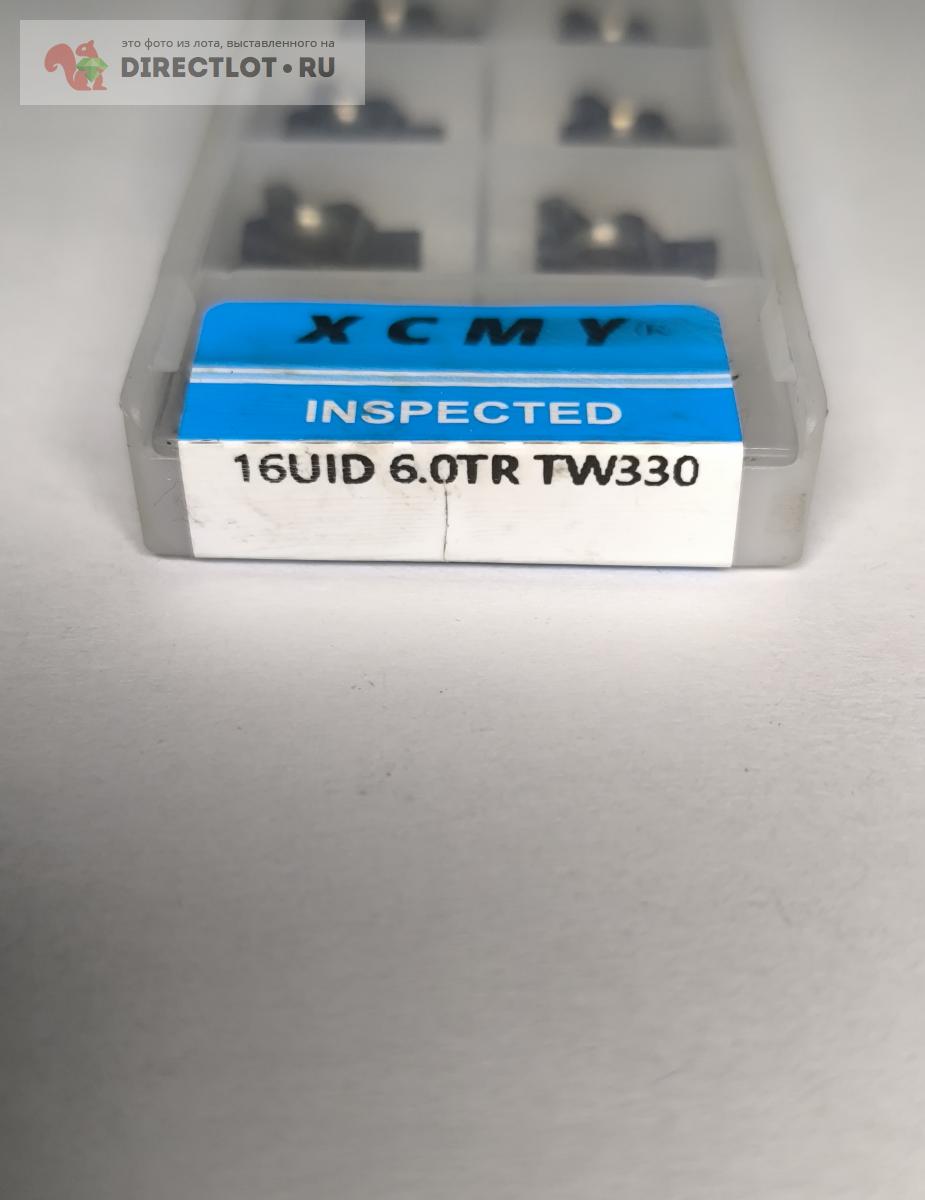 это фото из лота, выставленного на
DIRECTLOT•RU
XCMY®
INSPECTED
16UID 6.0TR TW330